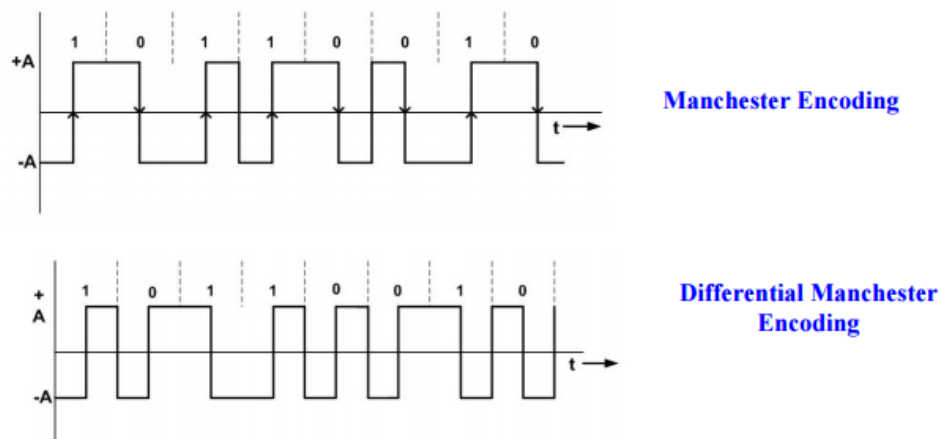 1 0 1 1 0 0 1 0
+A
Manchester Encoding
t
-A
1 0 1 1 0 0 1 0
+
A
Differential Manchester
Encoding
t
-A